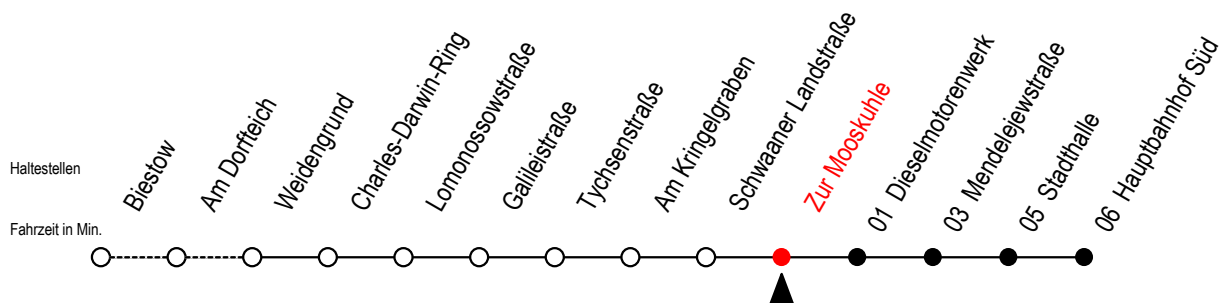 Haltestellen
Fahrzeit in Min.
Biestow
Am Dorfteich
Weidengrund
Charles-Darwin-Ring
Lomonossowstraße
Galileistraße
Tychsenstraße
Am Kringelgraben
Schwaaner Landstraße
Zur Mooskuhle
01 Dieselmotorenwerk
03 Mendelejewstraße
05 Stadthalle
06 Hauptbahnhof Süd